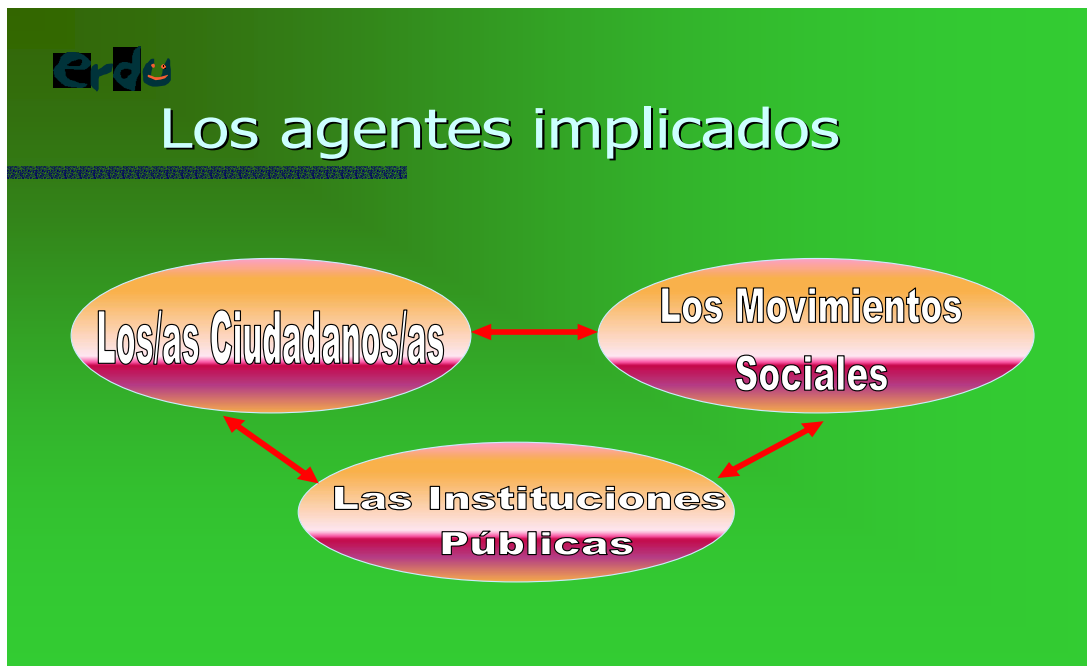 erdu
Los agentes implicados
Los/as Ciudadanos/as
Los Movimientos
Sociales
Las Instituciones
Públicas